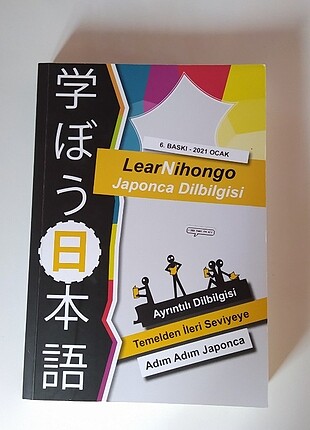 学ぼう日本語
6. BASKI - 2021 OCAK
LearNihongo
Japonca Dilbilgisi
Ayrıntılı Dilbilgisi
Temelden İleri Seviyeye
Adım Adım Japonca